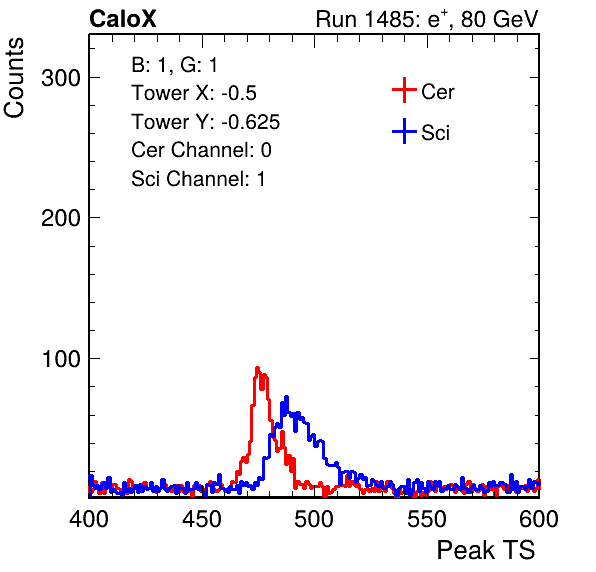 CaloX Run 1485: e+, 80 GeV
B: 1, G: 1
Tower X: -0.5
Tower Y: -0.625
Cer Channel: 0
Sci Channel: 1
Cer
Sci
Counts
300
200
100
400 450 500 550 600
Peak TS